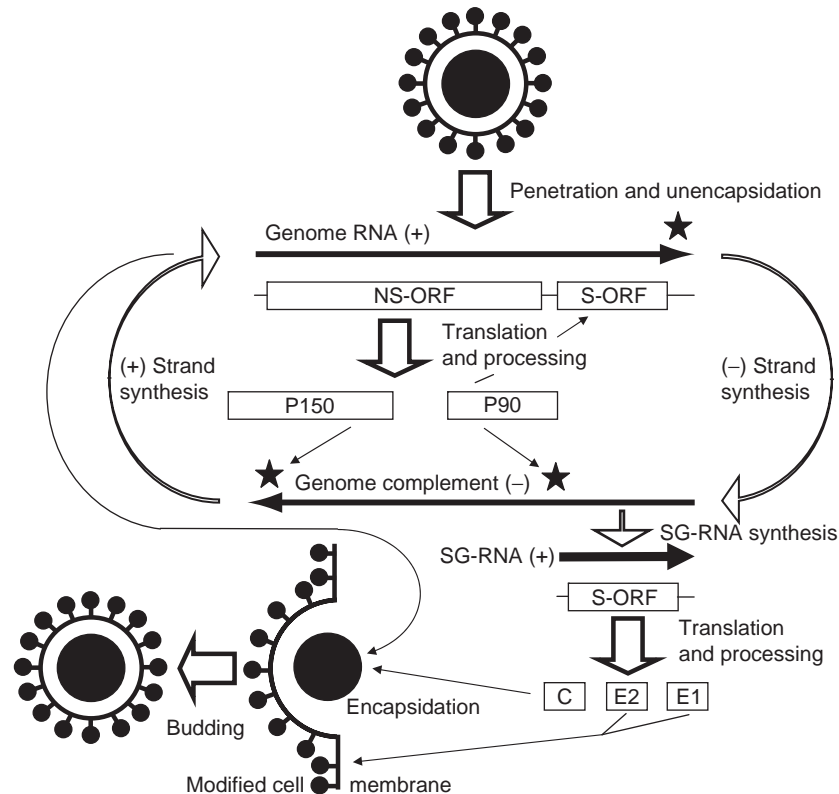 Penetration and unencapsidation
Genome RNA (+)
NS-ORF
S-ORF
Translation
and processing
(+) Strand
synthesis
(–) Strand
synthesis
P150
P90
Genome complement (–)
SG-RNA synthesis
SG-RNA (+)
S-ORF
Translation
and processing
C
E2
E1
Encapsidation
Budding
Modified cell membrane